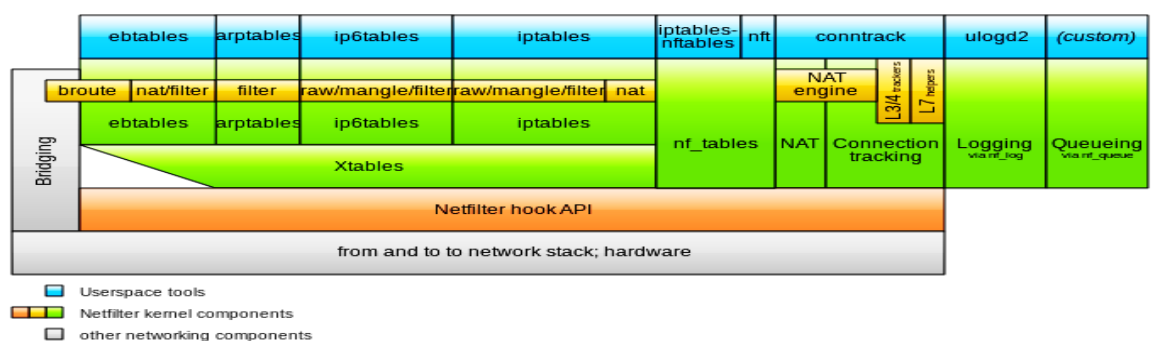 ebtables arptables ip6tables iptables iptables-nftables nft conntrack ulogd2 (custom)
broute nat/filter filter raw/mangle/filter raw/mangle/filter nat NAT engine L3/4 trackers L7 helpers
ebtables arptables ip6tables iptables
nf_tables NAT Connection tracking Logging via nf_log Queueing via nf_queue
Bridging
Xtables
Netfilter hook API
from and to to network stack; hardware
Userspace tools
Netfilter kernel components
other networking components